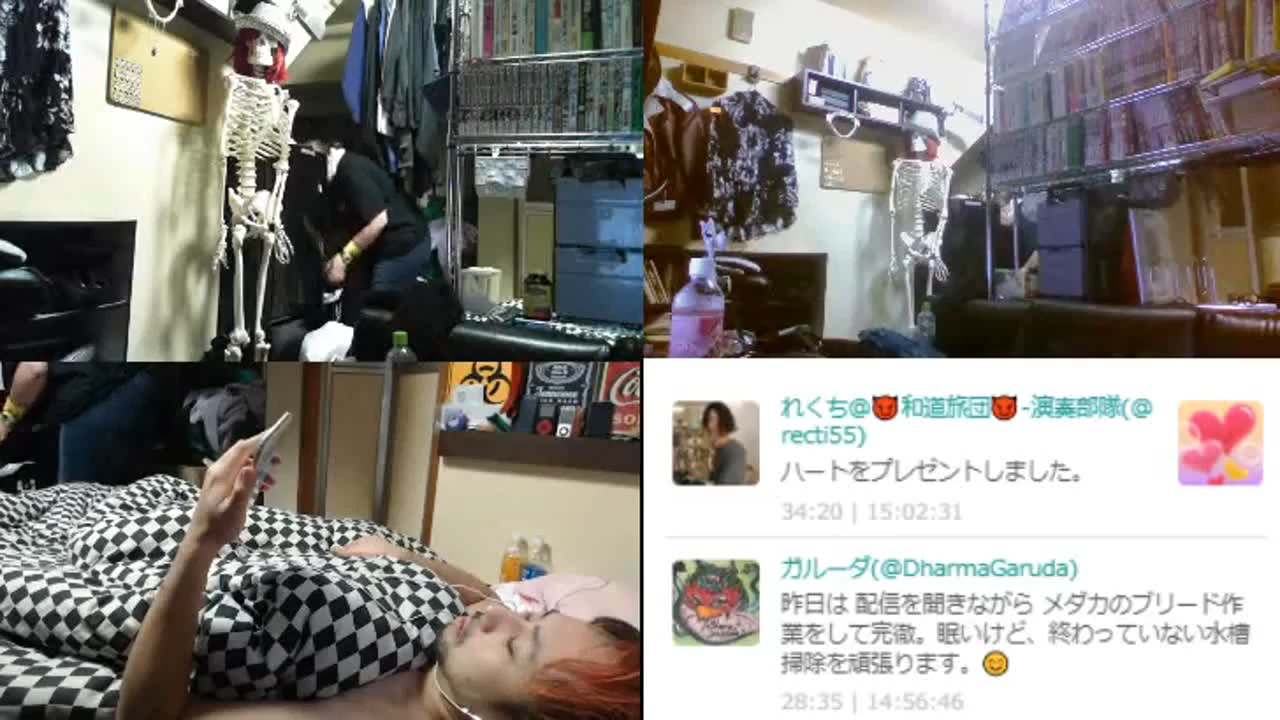 SO
れくち@😈和道旅団😈-演奏部隊(@
recti55)
ハートをプレゼントしました。
34:20 | 15:02:31
ガルーダ(@DharmaGaruda)
昨日は 配信を聞きながら メダカのブリード作
業をして完徹。眠いけど、終わっていない水槽
掃除を頑張ります。😊
28:35 | 14:56:46